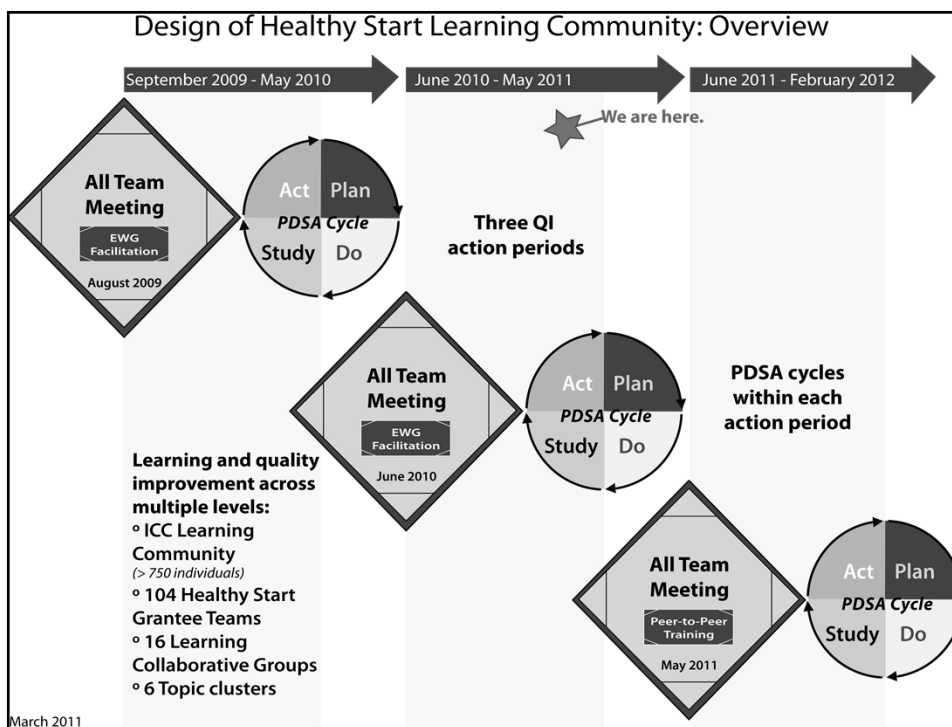 Design of Healthy Start Learning Community: Overview
September 2009 - May 2010
June 2010 - May 2011
June 2011 - February 2012
We are here.
All Team
Meeting
EWG
Facilitation
August 2009
Act
Plan
PDSA Cycle
Study
Do
Three QI
action periods
All Team
Meeting
EWG
Facilitation
June 2010
Act
Plan
PDSA Cycle
Study
Do
PDSA cycles
within each
action period
Learning and quality
improvement across
multiple levels:
º ICC Learning
Community
(> 750 individuals)
º 104 Healthy Start
Grantee Teams
º 16 Learning
Collaborative Groups
º 6 Topic clusters
All Team
Meeting
Peer-to-Peer
Training
May 2011
Act
Plan
PDSA Cycle
Study
Do
March 2011